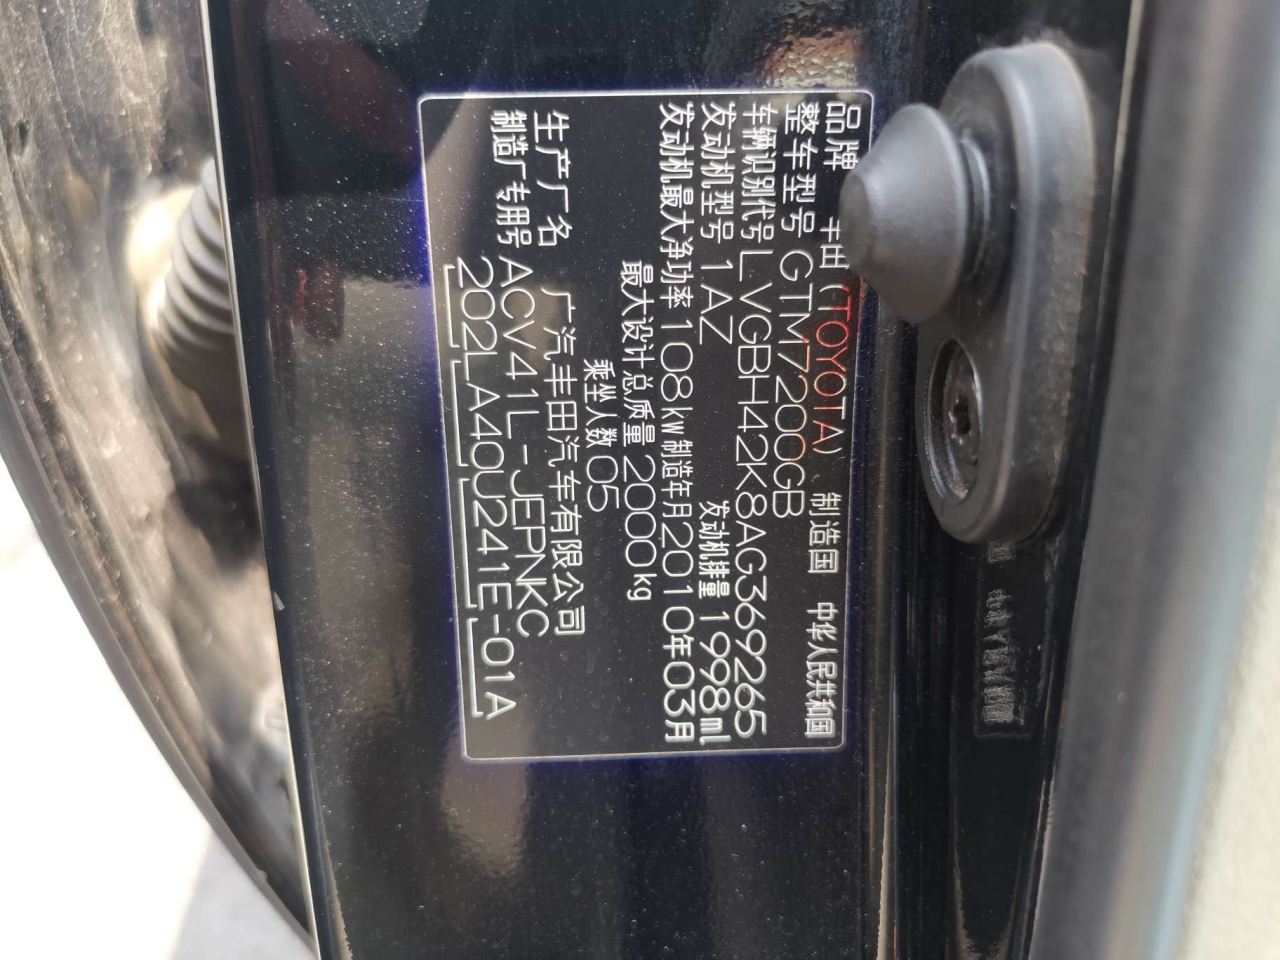 品牌 丰田(TOYOTA) 制造国 中华人民共和国
整车型号 GTM7200GB
车辆识别代号 LVGBH42K8AG369265
发动机型号 1AZ 发动机排量 1998ml
发动机最大净功率 108kW 制造年月 2010年03月
最大设计总质量 2000kg
乘坐人数 05
生产厂名 广汽丰田汽车有限公司
制造厂专用号 ACV41L-JEPNKC
202LA40U241E-01A